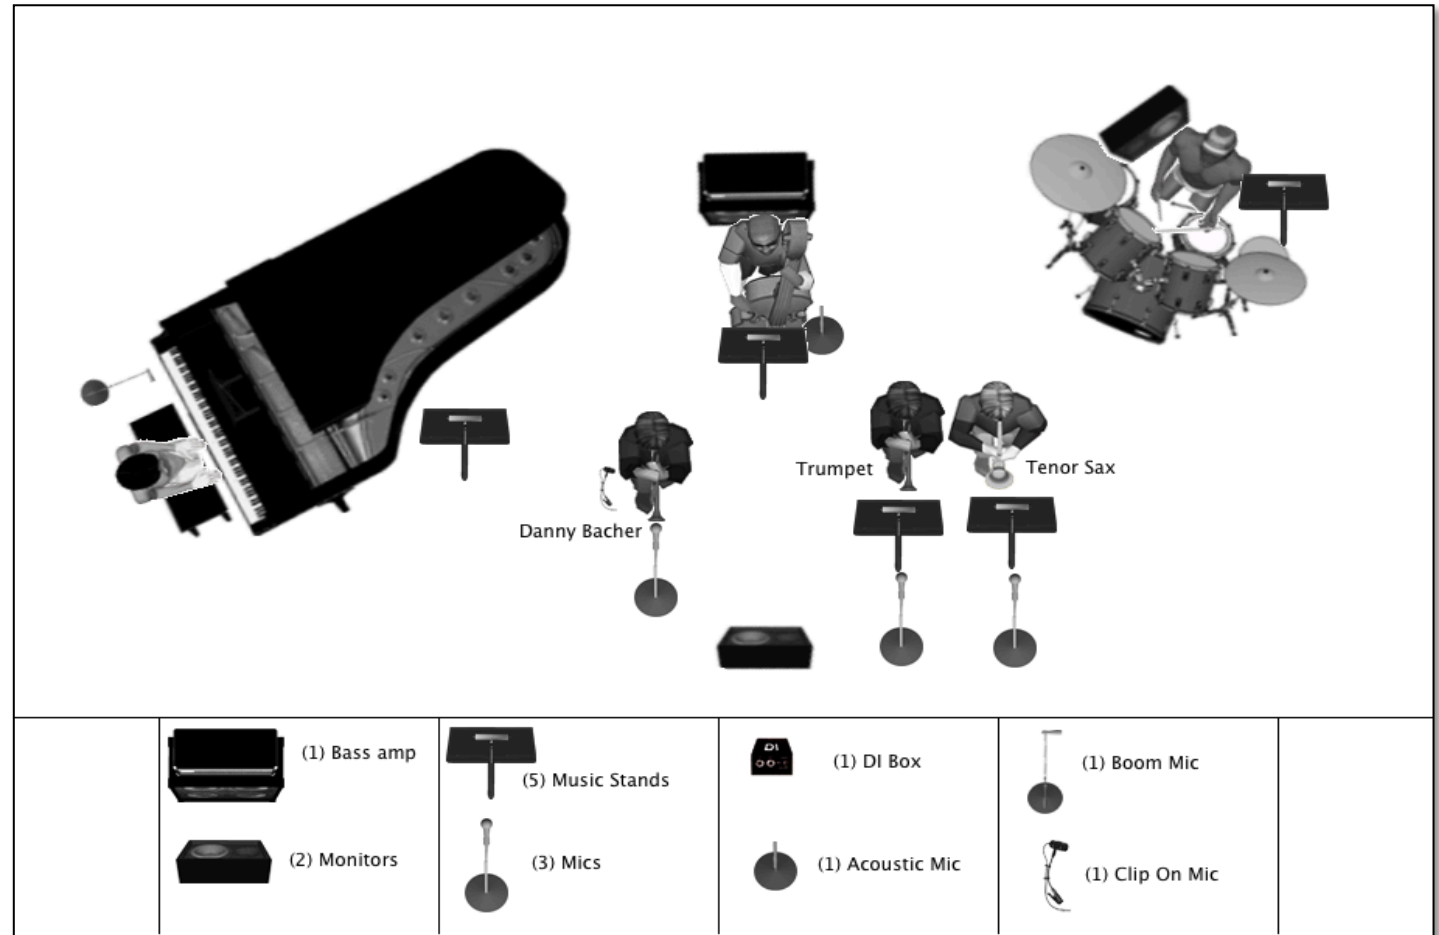 Trumpet
Tenor Sax
Danny Bacher
(1) Bass amp
(5) Music Stands
DI
(1) DI Box
(1) Boom Mic
(2) Monitors
(3) Mics
(1) Acoustic Mic
(1) Clip On Mic